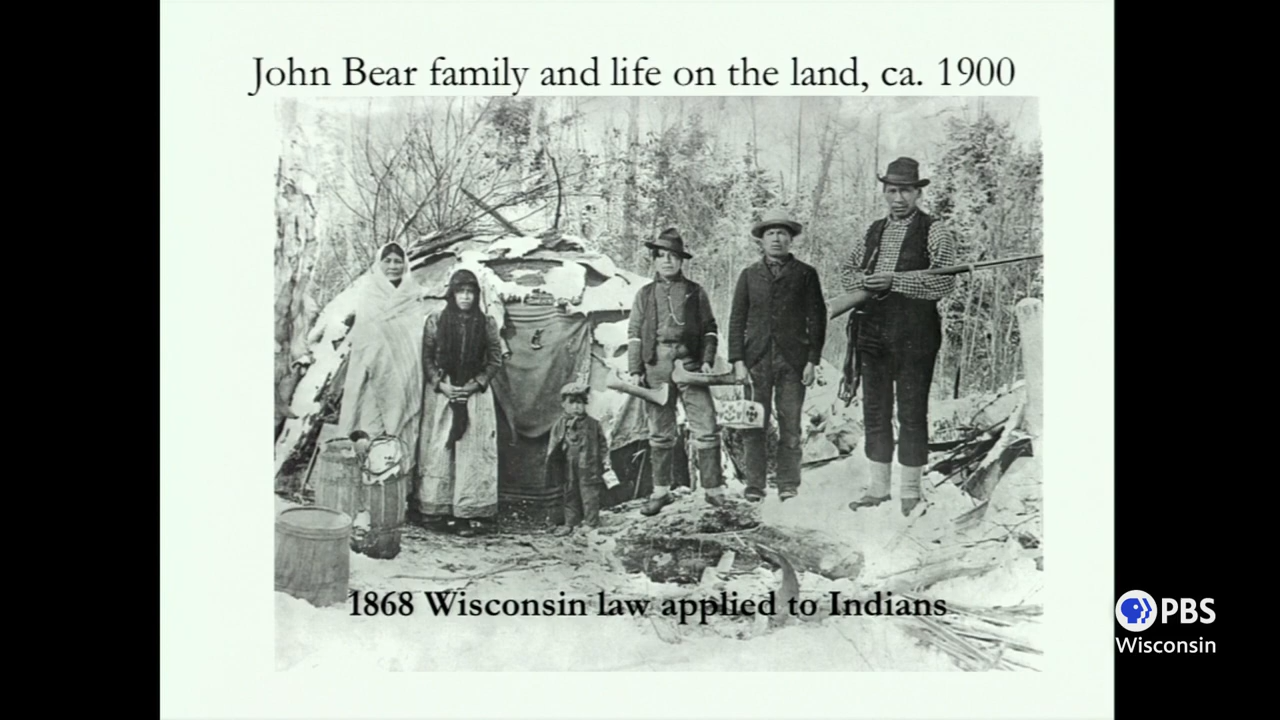 John Bear family and life on the land, ca. 1900
1868 Wisconsin law applied to Indians
PBS
Wisconsin